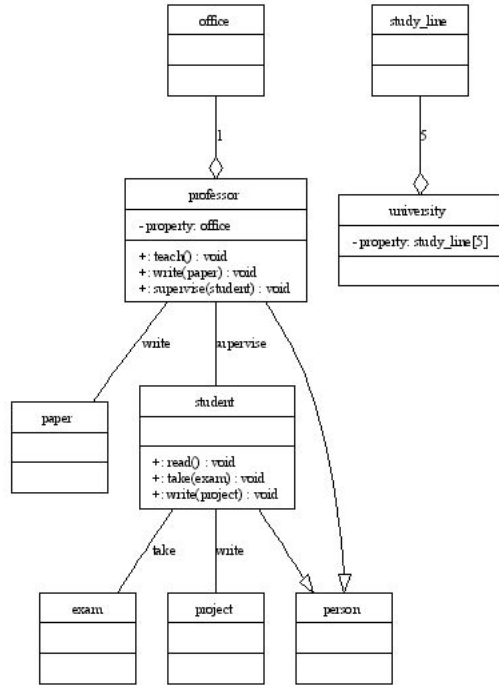 office
study_line
1
5
professor
- property: office
+: teach() : void
+: write(paper) : void
+: supervise(student) : void
university
- property: study_line[5]
write
supervise
paper
student
+: read() : void
+: take(exam) : void
+: write(project) : void
take
write
exam
project
person